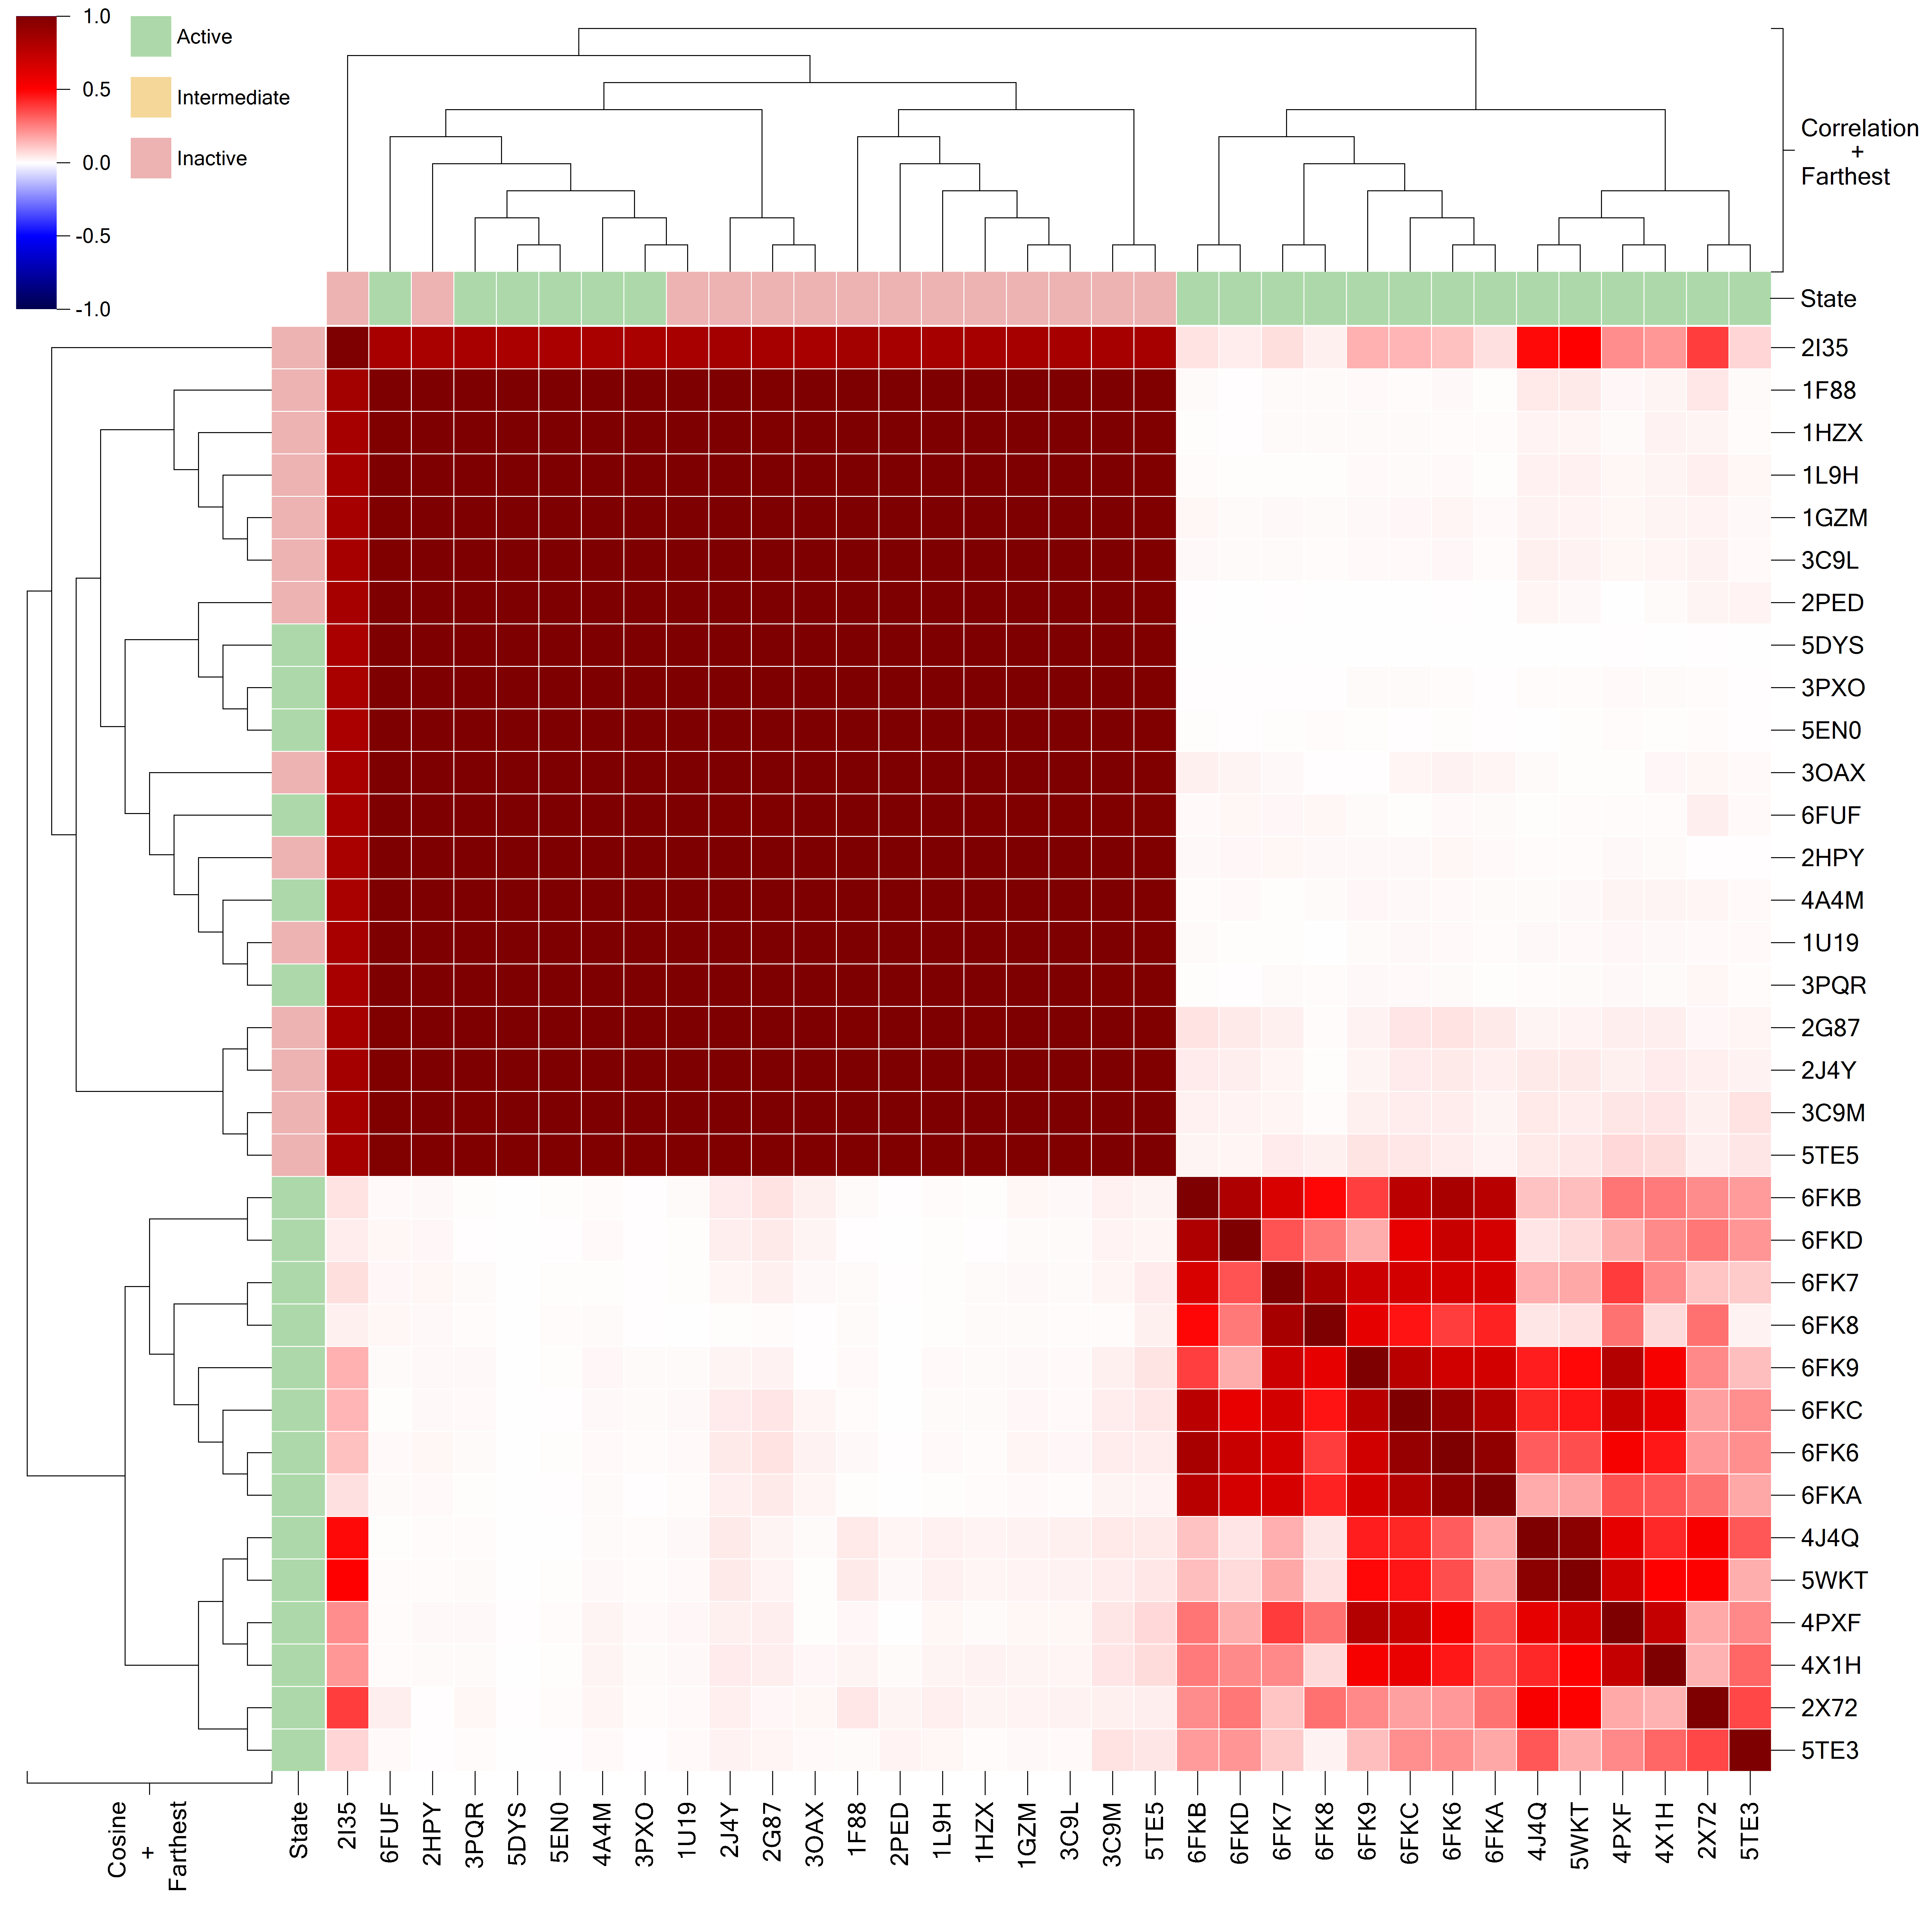 1.0
0.5
0.0
-0.5
-1.0
Active
Intermediate
Inactive
Correlation
+
Farthest
State
2I35
1F88
1HZX
1L9H
1GZM
3C9L
2PED
5DYS
3PXO
5EN0
3OAX
6FUF
2HPY
4A4M
1U19
3PQR
2G87
2J4Y
3C9M
5TE5
6FKB
6FKD
6FK7
6FK8
6FK9
6FKC
6FK6
6FKA
4J4Q
5WKT
4PXF
4X1H
2X72
5TE3
Cosine
+
Farthest
State
2I35
6FUF
2HPY
3PQR
5DYS
5EN0
4A4M
3PXO
1U19
2J4Y
2G87
3OAX
1F88
2PED
1L9H
1HZX
1GZM
3C9L
3C9M
5TE5
6FKB
6FKD
6FK7
6FK8
6FK9
6FKC
6FK6
6FKA
4J4Q
5WKT
4PXF
4X1H
2X72
5TE3